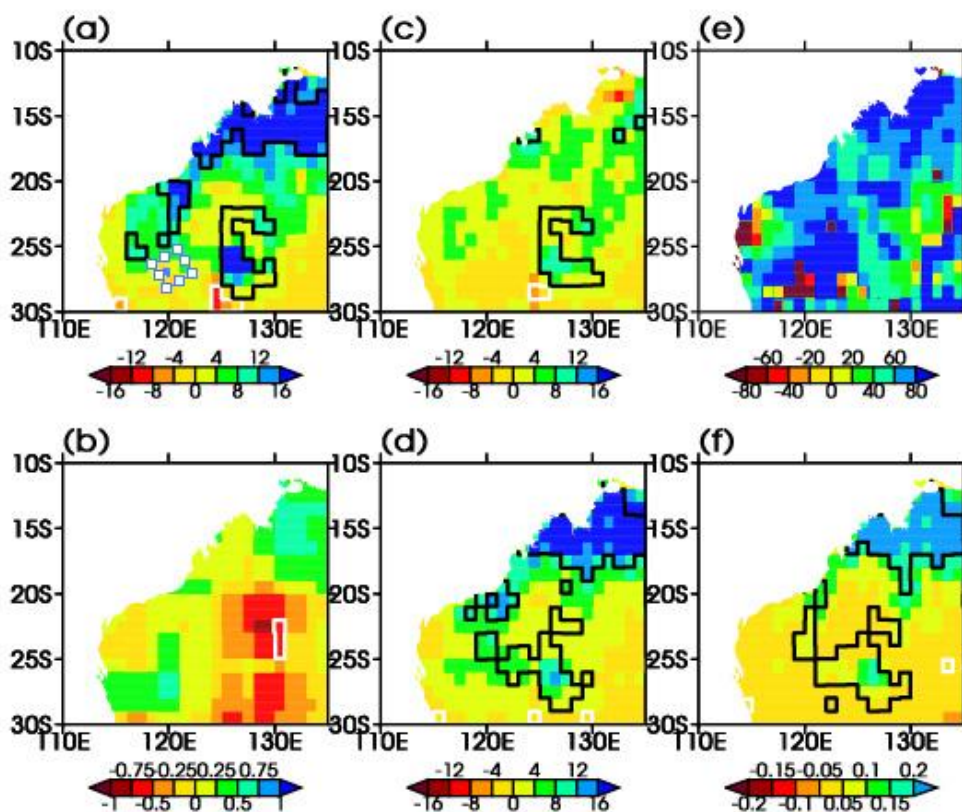 (a)
(c)
(e)
10S
10S
10S
15S
15S
15S
20S
20S
20S
25S
25S
25S
30S
30S
30S
110E 120E 130E
110E 120E 130E
110E 120E 130E
-12 -4 4 12
-16 -8 0 8 16
-12 -4 4 12
-16 -8 0 8 16
-60 -20 20 60
-80 -40 0 40 80
(b)
(d)
(f)
10S
10S
10S
15S
15S
15S
20S
20S
20S
25S
25S
25S
30S
30S
30S
110E 120E 130E
110E 120E 130E
110E 120E 130E
-0.75 -0.25 0.25 0.75
-1 -0.5 0 0.5 1
-12 -4 4 12
-16 -8 0 8 16
-0.15 -0.05 0.1 0.2
-0.2 -0.1 0.05 0.15